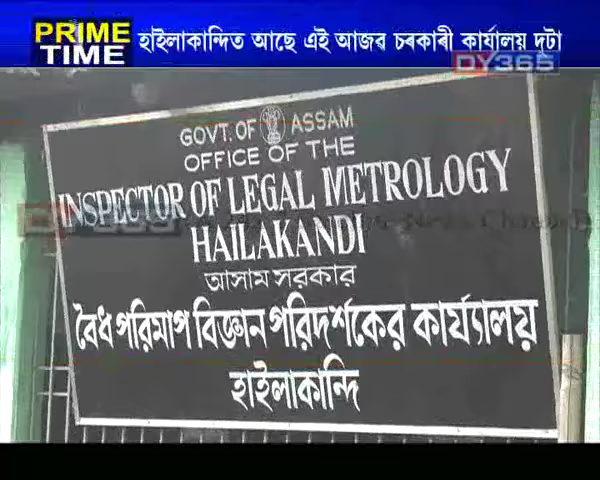 PRIME
TIME
হাইলাকান্দিত আছে এই আজৱ চৰকাৰী কাৰ্যালয় দুটা
DY365
GOVT. OF ASSAM
OFFICE OF THE
INSPECTOR OF LEGAL METROLOGY
HAILAKANDI
আসাম সরকার
বৈধ পরিমাপ বিজ্ঞান পরিদর্শকের কার্য্যালয়
হাইলাকান্দি